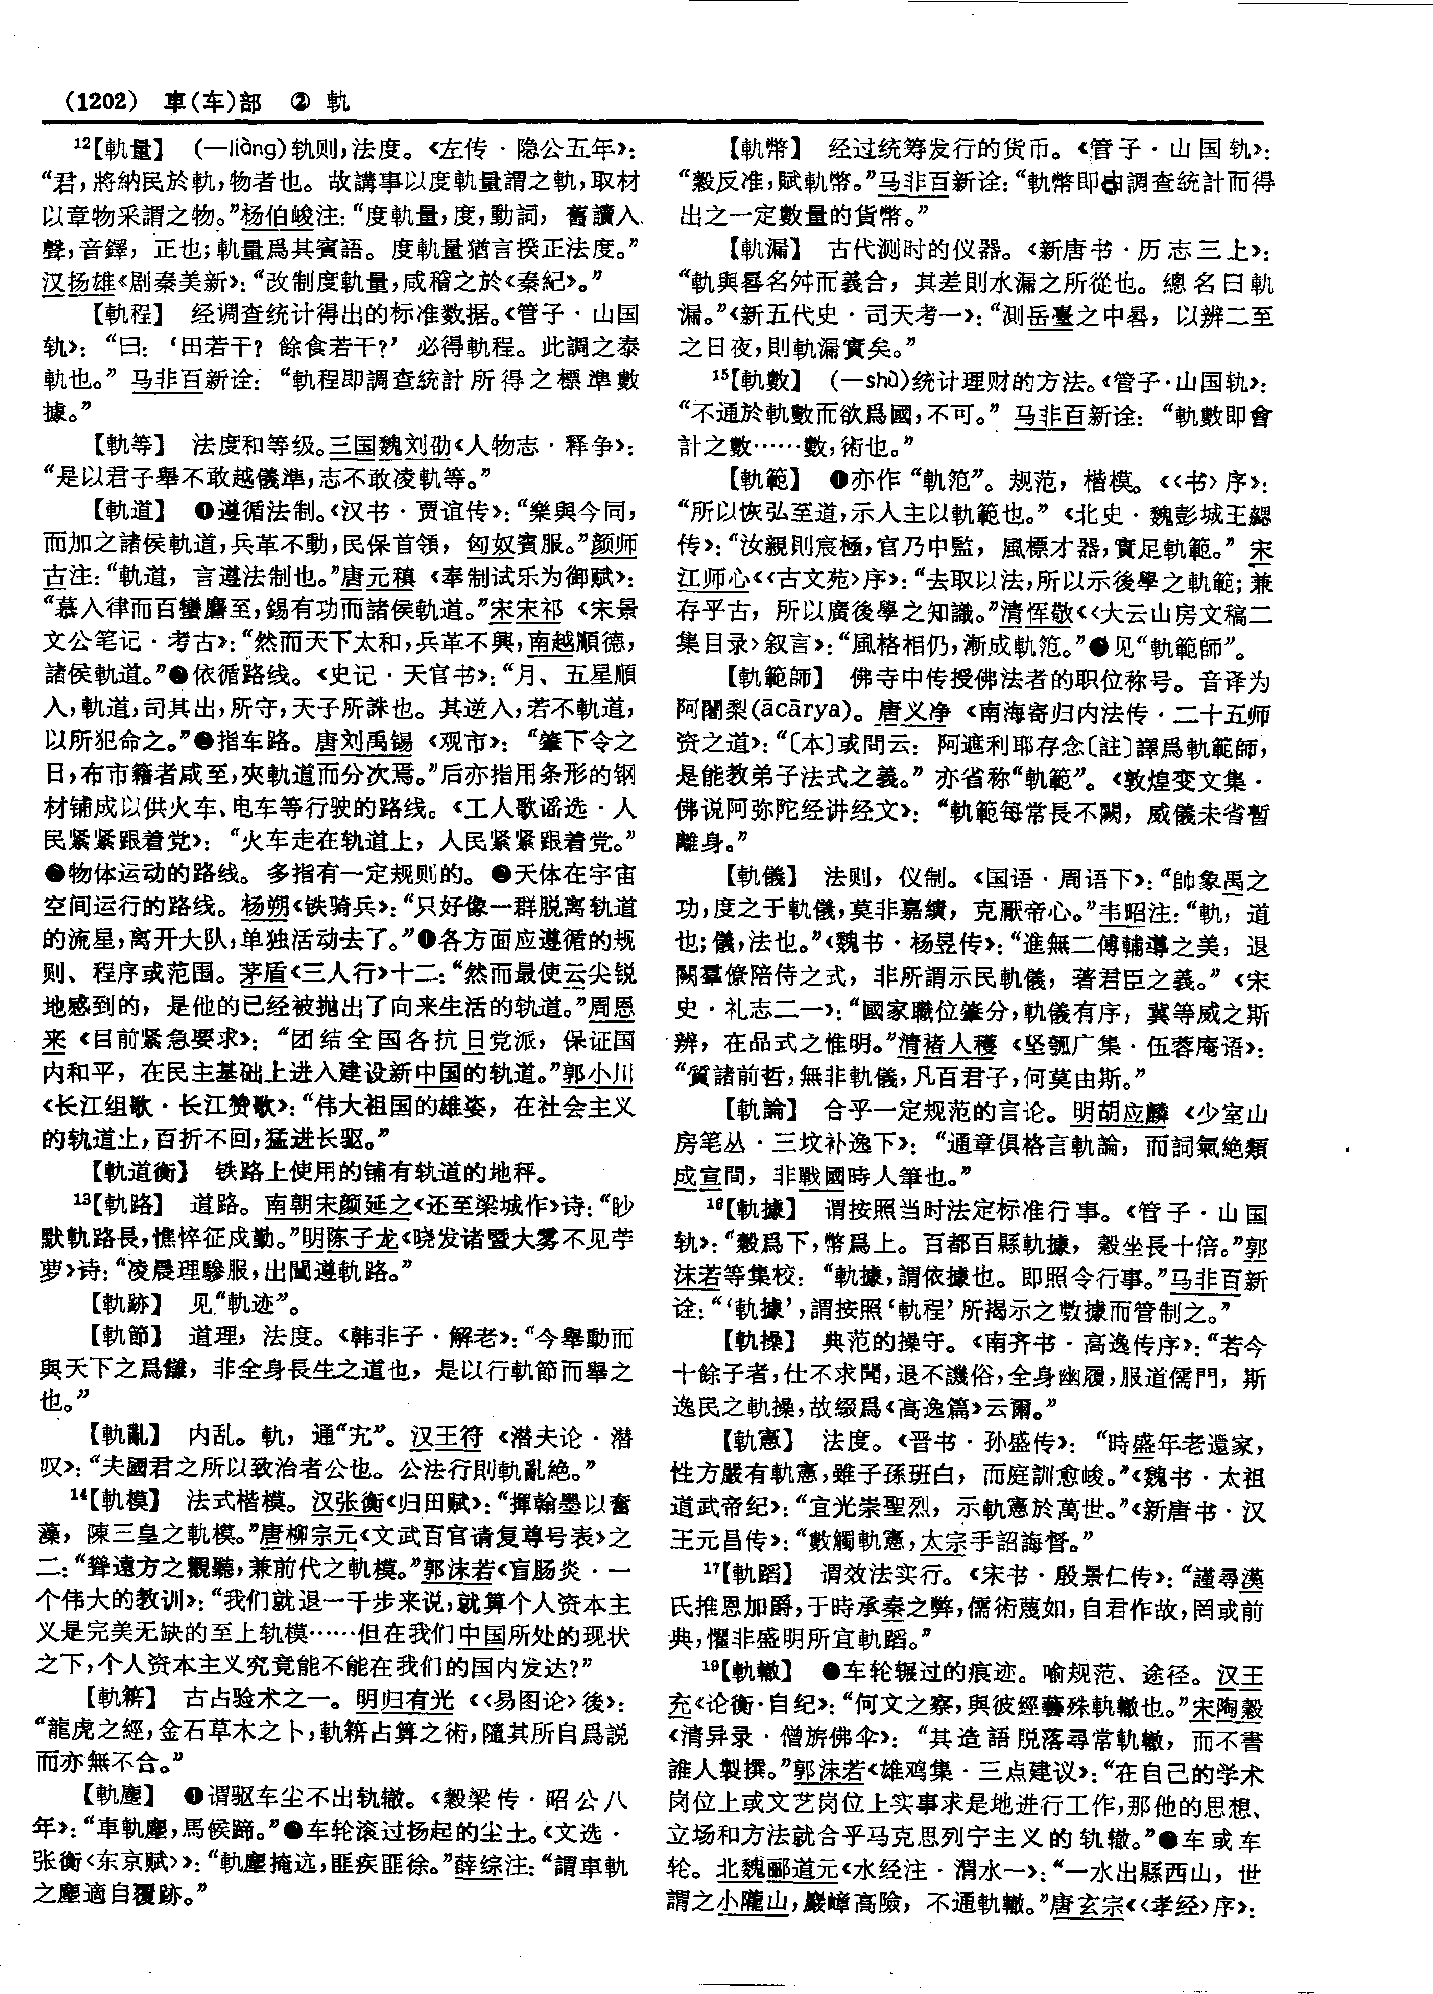 (1202) 車(车)部 ② 軌
¹²【軌量】 (—liàng)轨则,法度。《左传·隐公五年》:
“君,將納民於軌,物者也。故講事以度軌量謂之軌,取材
以章物采謂之物。”杨伯峻注:“度軌量,度,動詞,舊讀入
聲,音鐸,正也;軌量爲其賓語。度軌量猶言揆正法度。”
汉扬雄《剧秦美新》:“改制度軌量,咸稽之於《秦紀》。”
【軌程】 经调查统计得出的标准数据。《管子·山国
轨》:“曰:‘田若干?餘食若干?’必得軌程。此謂之泰
軌也。”马非百新诠:“軌程即調查統計所得之標準數
據。”
【軌等】 法度和等级。三国魏刘劭《人物志·释争》:
“是以君子舉不敢越儀準,志不敢凌軌等。”
【軌道】 ❶遵循法制。《汉书·贾谊传》:“樂與今同,
而加之諸侯軌道,兵革不動,民保首領,匈奴賓服。”颜师
古注:“軌道,言遵法制也。”唐元稹《奉制试乐为御赋》:
“慕入律而百蠻麕至,錫有功而諸侯軌道。”宋宋祁《宋景
文公笔记·考古》:“然而天下太和,兵革不興,南越順德,
諸侯軌道。”❷依循路线。《史记·天官书》:“月、五星順
入,軌道,司其出,所守,天子所誅也。其逆入,若不軌道,
以所犯命之。”❸指车路。唐刘禹锡《观市》:“肇下令之
日,布市籍者咸至,夾軌道而分次焉。”后亦指用条形的钢
材铺成以供火车、电车等行驶的路线。《工人歌谣选·人
民紧紧跟着党》:“火车走在轨道上,人民紧紧跟着党。”
❹物体运动的路线。多指有一定规则的。❺天体在宇宙
空间运行的路线。杨朔《铁骑兵》:“只好像一群脱离轨道
的流星,离开大队,单独活动去了。”❻各方面应遵循的规
则、程序或范围。茅盾《三人行》十二:“然而最使云尖锐
地感到的,是他的已经被抛出了向来生活的轨道。”周恩
来《目前紧急要求》:“团结全国各抗日党派,保证国
内和平,在民主基础上进入建设新中国的轨道。”郭小川
《长江组歌·长江赞歌》:“伟大祖国的雄姿,在社会主义
的轨道上,百折不回,猛进长驱。”
【軌道衡】 铁路上使用的铺有轨道的地秤。
¹³【軌路】 道路。南朝宋颜延之《还至梁城作》诗:“眇
默軌路長,憔悴征戍勤。”明陈子龙《晓发诸暨大雾不见苧
萝》诗:“凌晨理驂服,出闉遵軌路。”
【軌跡】 见“軌迹”。
【軌節】 道理,法度。《韩非子·解老》:“今舉動而
與天下之爲讎,非全身長生之道也,是以行軌節而舉之
也。”
【軌亂】 内乱。軌,通“宄”。汉王符《潜夫论·潜
叹》:“夫國君之所以致治者公也。公法行則軌亂絶。”
¹⁴【軌模】 法式楷模。汉张衡《归田赋》:“揮翰墨以奮
藻,陳三皇之軌模。”唐柳宗元《文武百官请复尊号表》之
二:“聳遠方之觀聽,兼前代之軌模。”郭沫若《盲肠炎·一
个伟大的教训》:“我们就退一千步来说,就算个人资本主
义是完美无缺的至上轨模……但在我们中国所处的现状
之下,个人资本主义究竟能不能在我们的国内发达?”
【軌簈】 古占验术之一。明归有光《〈易图论〉後》:
“龍虎之經,金石草木之卜,軌簈占算之術,隨其所自爲説
而亦無不合。”
【軌塵】 ❶谓驱车尘不出轨辙。《穀梁传·昭公八
年》:“車軌塵,馬候蹄。”❷车轮滚过扬起的尘土。《文选·
张衡〈东京赋〉》:“軌塵掩迒,匪疾匪徐。”薛综注:“謂車軌
之塵適自覆跡。”
【軌幣】 经过统筹发行的货币。《管子·山国轨》:
“穀反准,賦軌幣。”马非百新诠:“軌幣即由調查統計而得
出之一定數量的貨幣。”
【軌漏】 古代测时的仪器。《新唐书·历志三上》:
“軌與晷名舛而義合,其差則水漏之所從也。總名曰軌
漏。”《新五代史·司天考一》:“測岳臺之中晷,以辨二至
之日夜,則軌漏實矣。”
¹⁵【軌數】 (—shù)统计理财的方法。《管子·山国轨》:
“不通於軌數而欲爲國,不可。”马非百新诠:“軌數即會
計之數……數,術也。”
【軌範】 ❶亦作“軌笵”。规范,楷模。《〈书〉序》:
“所以恢弘至道,示人主以軌範也。”《北史·魏彭城王勰
传》:“汝親則宸極,官乃中監,風標才器,實足軌範。”宋
江师心《〈古文苑〉序》:“去取以法,所以示後學之軌範;兼
存乎古,所以廣後學之知識。”清恽敬《〈大云山房文稿二
集目录〉叙言》:“風格相仍,漸成軌笵。”❷见“軌範師”。
【軌範師】 佛寺中传授佛法者的职位称号。音译为
阿闍梨(ācārya)。唐义净《南海寄归内法传·二十五师
资之道》:“〔本〕或問云:阿遮利耶存念〔註〕譯爲軌範師,
是能教弟子法式之義。”亦省称“軌範”。《敦煌变文集·
佛说阿弥陀经讲经文》:“軌範每常長不闕,威儀未省暫
離身。”
【軌儀】 法则,仪制。《国语·周语下》:“帥象禹之
功,度之于軌儀,莫非嘉績,克厭帝心。”韦昭注:“軌,道
也;儀,法也。”《魏书·杨昱传》:“進無二傅輔導之美,退
闕羣僚陪侍之式,非所謂示民軌儀,著君臣之義。”《宋
史·礼志二一》:“國家職位肇分,軌儀有序,冀等威之斯
辨,在品式之惟明。”清褚人穫《坚瓠广集·伍蓉庵语》:
“質諸前哲,無非軌儀,凡百君子,何莫由斯。”
【軌論】 合乎一定规范的言论。明胡应麟《少室山
房笔丛·三坟补逸下》:“通章俱格言軌論,而詞氣絶類
成宣間,非戰國時人筆也。”
¹⁶【軌據】 谓按照当时法定标准行事。《管子·山国
轨》:“穀爲下,幣爲上。百都百縣軌據,穀坐長十倍。”郭
沫若等集校:“軌據,謂依據也。即照令行事。”马非百新
诠:“‘軌據’,謂按照‘軌程’所揭示之數據而管制之。”
【軌操】 典范的操守。《南齐书·高逸传序》:“若今
十餘子者,仕不求聞,退不譏俗,全身幽履,服道儒門,斯
逸民之軌操,故綴爲《高逸篇》云爾。”
【軌憲】 法度。《晋书·孙盛传》:“時盛年老還家,
性方嚴有軌憲,雖子孫班白,而庭訓愈峻。”《魏书·太祖
道武帝纪》:“宜光崇聖烈,示軌憲於萬世。”《新唐书·汉
王元昌传》:“數觸軌憲,太宗手詔誨督。”
¹⁷【軌蹈】 谓效法实行。《宋书·殷景仁传》:“謹尋漢
氏推恩加爵,于時承秦之弊,儒術蔑如,自君作故,罔或前
典,懼非盛明所宜軌蹈。”
¹⁹【軌轍】 ❶车轮辗过的痕迹。喻规范、途径。汉王
充《论衡·自纪》:“何文之察,與彼經藝殊軌轍也。”宋陶穀
《清异录·僧旂佛伞》:“其造語脱落尋常軌轍,而不書
誰人製撰。”郭沫若《雄鸡集·三点建议》:“在自己的学术
岗位上或文艺岗位上实事求是地进行工作,那他的思想、
立场和方法就合乎马克思列宁主义的轨辙。”❷车或车
轮。北魏郦道元《水经注·渭水一》:“一水出縣西山,世
謂之小隴山,巖嶂高險,不通軌轍。”唐玄宗《〈孝经〉序》: